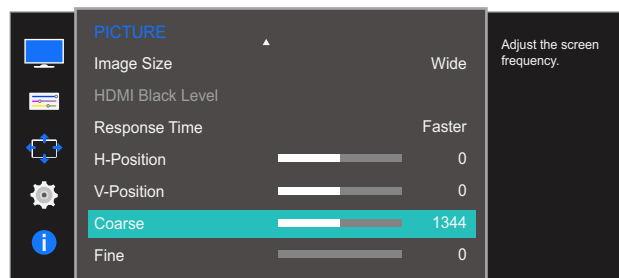 PICTURE
Image Size Wide
HDMI Black Level
Response Time Faster
H-Position 0
V-Position 0
Coarse 1344
Fine 0
Adjust the screen
frequency.
i